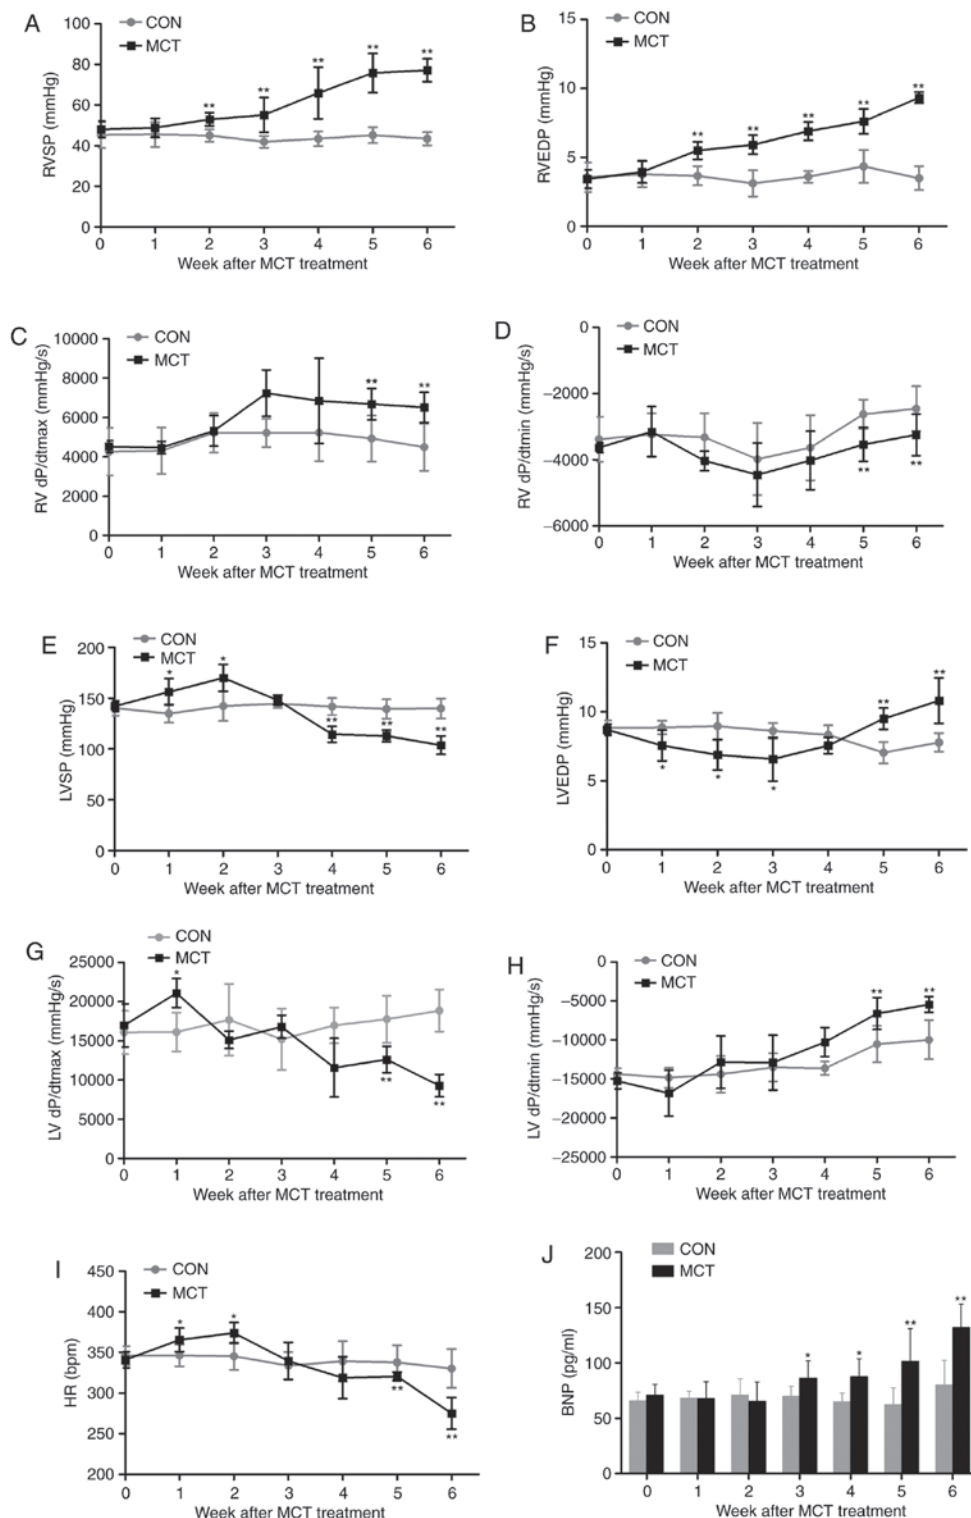 A
CON
MCT
RVSP (mmHg)
100
80
60
40
20
0
** ** ** ** **
0 1 2 3 4 5 6
Week after MCT treatment
B
CON
MCT
RVEDP (mmHg)
15
10
5
0
** ** ** ** **
0 1 2 3 4 5 6
Week after MCT treatment
C
CON
MCT
RV dP/dtmax (mmHg/s)
10000
8000
6000
4000
2000
0
** **
0 1 2 3 4 5 6
Week after MCT treatment
D
CON
MCT
RV dP/dtmin (mmHg/s)
0
−2000
−4000
−6000
** **
0 1 2 3 4 5 6
Week after MCT treatment
E
CON
MCT
LVSP (mmHg)
200
150
100
50
0
* * ** ** **
0 1 2 3 4 5 6
Week after MCT treatment
F
CON
MCT
LVEDP (mmHg)
15
10
5
0
* * * ** **
0 1 2 3 4 5 6
Week after MCT treatment
G
CON
MCT
LV dP/dtmax (mmHg/s)
25000
20000
15000
10000
5000
0
* ** **
0 1 2 3 4 5 6
Week after MCT treatment
H
CON
MCT
LV dP/dtmin (mmHg/s)
0
−5000
−10000
−15000
−20000
−25000
** **
0 1 2 3 4 5 6
Week after MCT treatment
I
CON
MCT
HR (bpm)
450
400
350
300
250
200
* * ** **
0 1 2 3 4 5 6
Week after MCT treatment
J
CON
MCT
BNP (pg/ml)
200
150
100
50
0
* * ** **
0 1 2 3 4 5 6
Week after MCT treatment